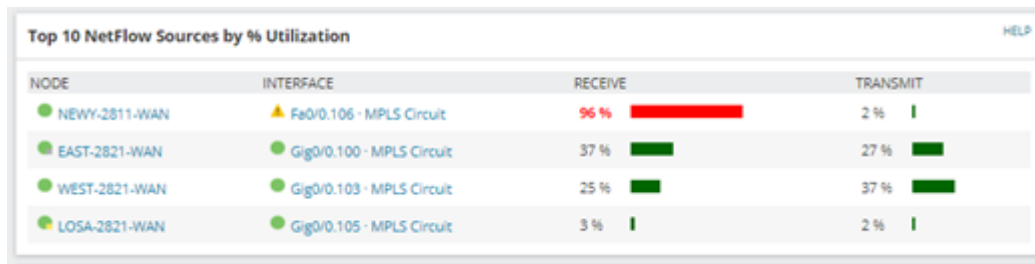 Top 10 NetFlow Sources by % Utilization HELP
NODE INTERFACE RECEIVE TRANSMIT
NEWY-2811-WAN Fa0/0.106 · MPLS Circuit 96 % 2 %
EAST-2821-WAN Gig0/0.100 · MPLS Circuit 37 % 27 %
WEST-2821-WAN Gig0/0.103 · MPLS Circuit 25 % 37 %
LOSA-2821-WAN Gig0/0.105 · MPLS Circuit 3 % 2 %